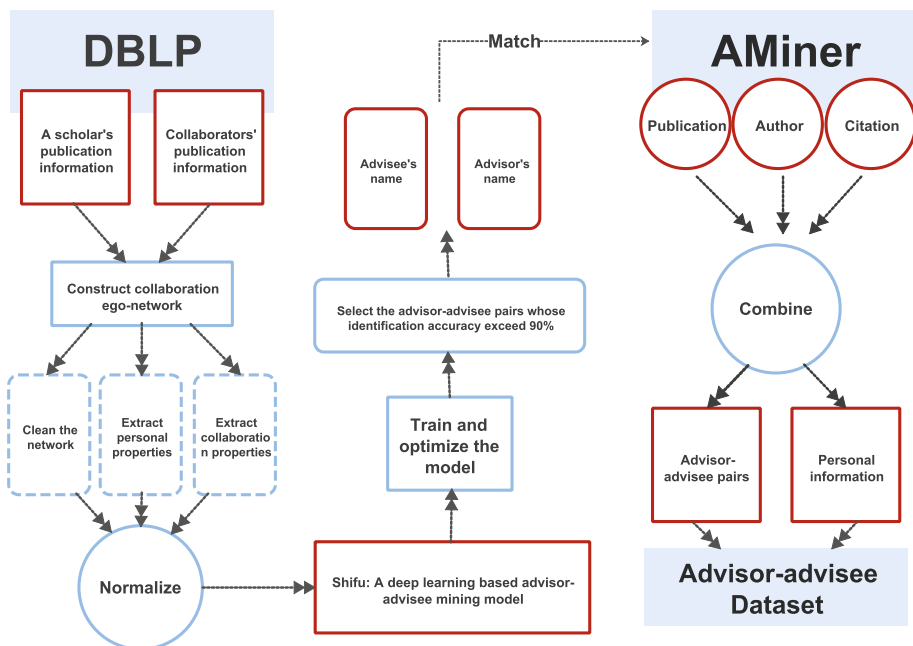 DBLP
A scholar's
publication
information
Collaborators'
publication
information
Construct collaboration
ego-network
Clean the
network
Extract
personal
properties
Extract
collaboratio
n properties
Normalize
Shifu: A deep learning based advisor-
advisee mining model
Train and
optimize the
model
Select the advisor-advisee pairs whose
identification accuracy exceed 90%
Advisee's
name
Advisor's
name
Match
AMiner
Publication
Author
Citation
Combine
Advisor-
advisee pairs
Personal
information
Advisor-advisee
Dataset